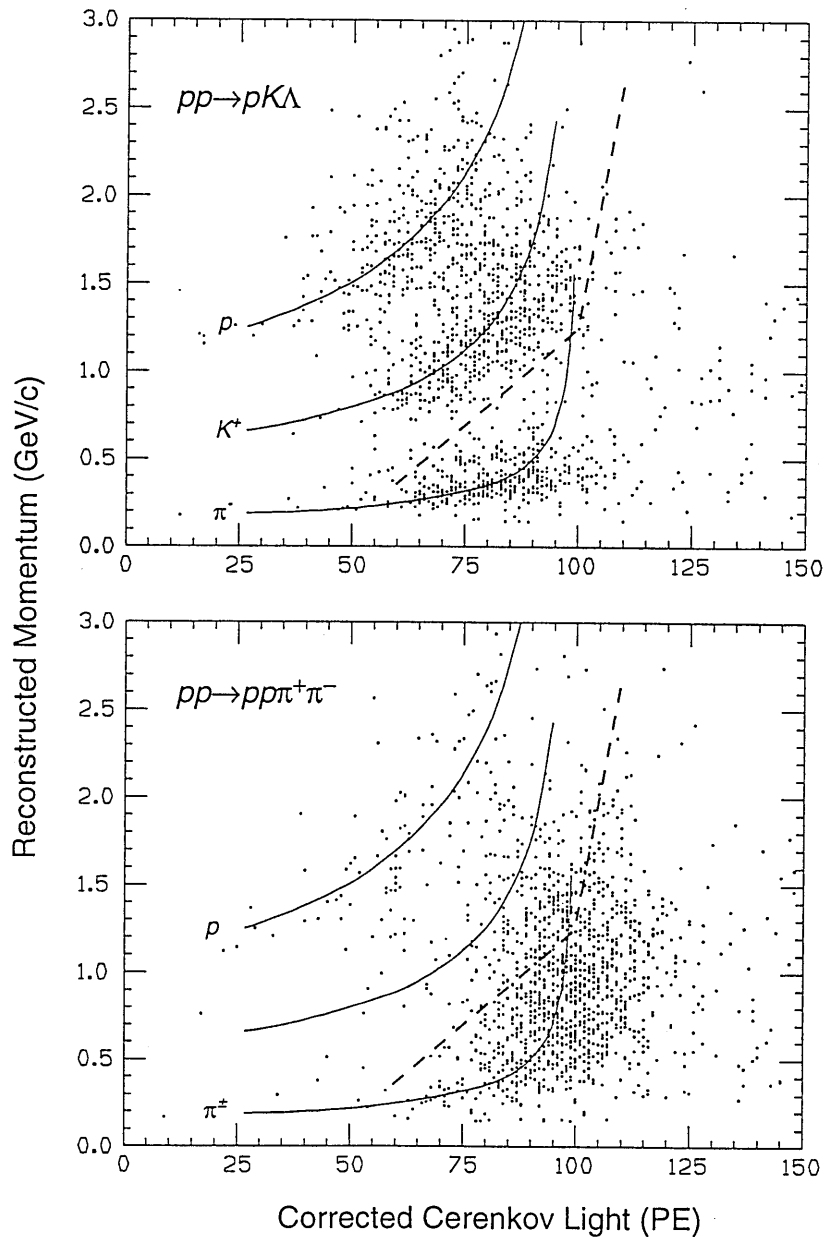 3.0
pp→pKΛ
2.5
2.0
1.5
p
1.0
K⁺
0.5
π⁻
0.0
0 25 50 75 100 125 150
Reconstructed Momentum (GeV/c)
3.0
pp→ppπ⁺π⁻
2.5
2.0
1.5
p
1.0
0.5
π±
0.0
0 25 50 75 100 125 150
Corrected Cerenkov Light (PE)